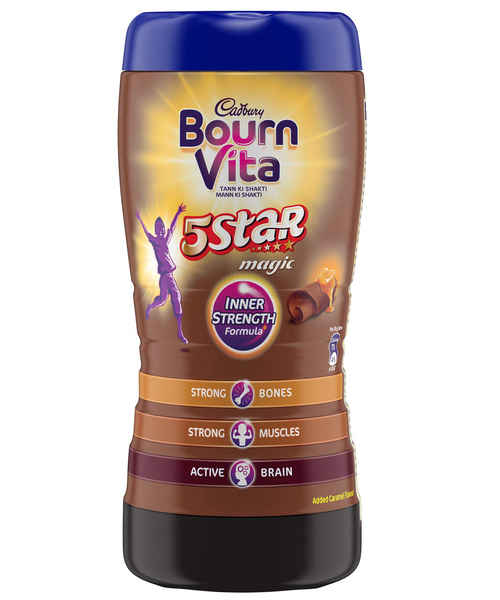 Cadbury
Bourn
Vita
TANN KI SHAKTI
MANN KI SHAKTI
5Star
magic
INNER
STRENGTH
Formula
STRONG BONES
STRONG MUSCLES
ACTIVE BRAIN
Added Caramel Flavour